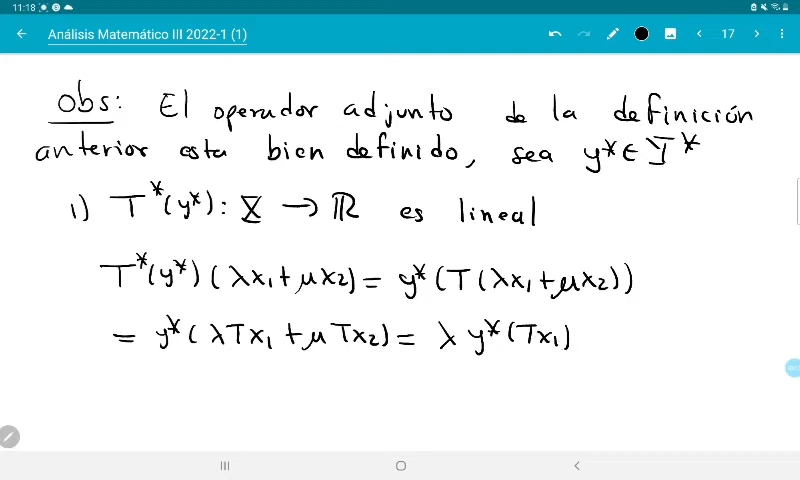 11:18
Análisis Matemático III 2022-1 (1)
17
Obs: El operador adjunto de la definición
anterior esta bien definido, sea y* ∈ Y*
1) T*(y*): X → ℝ es lineal
T*(y*)(λx₁+μx₂) = y*(T(λx₁+μx₂))
= y*(λTx₁ + μTx₂) = λ y*(Tx₁)